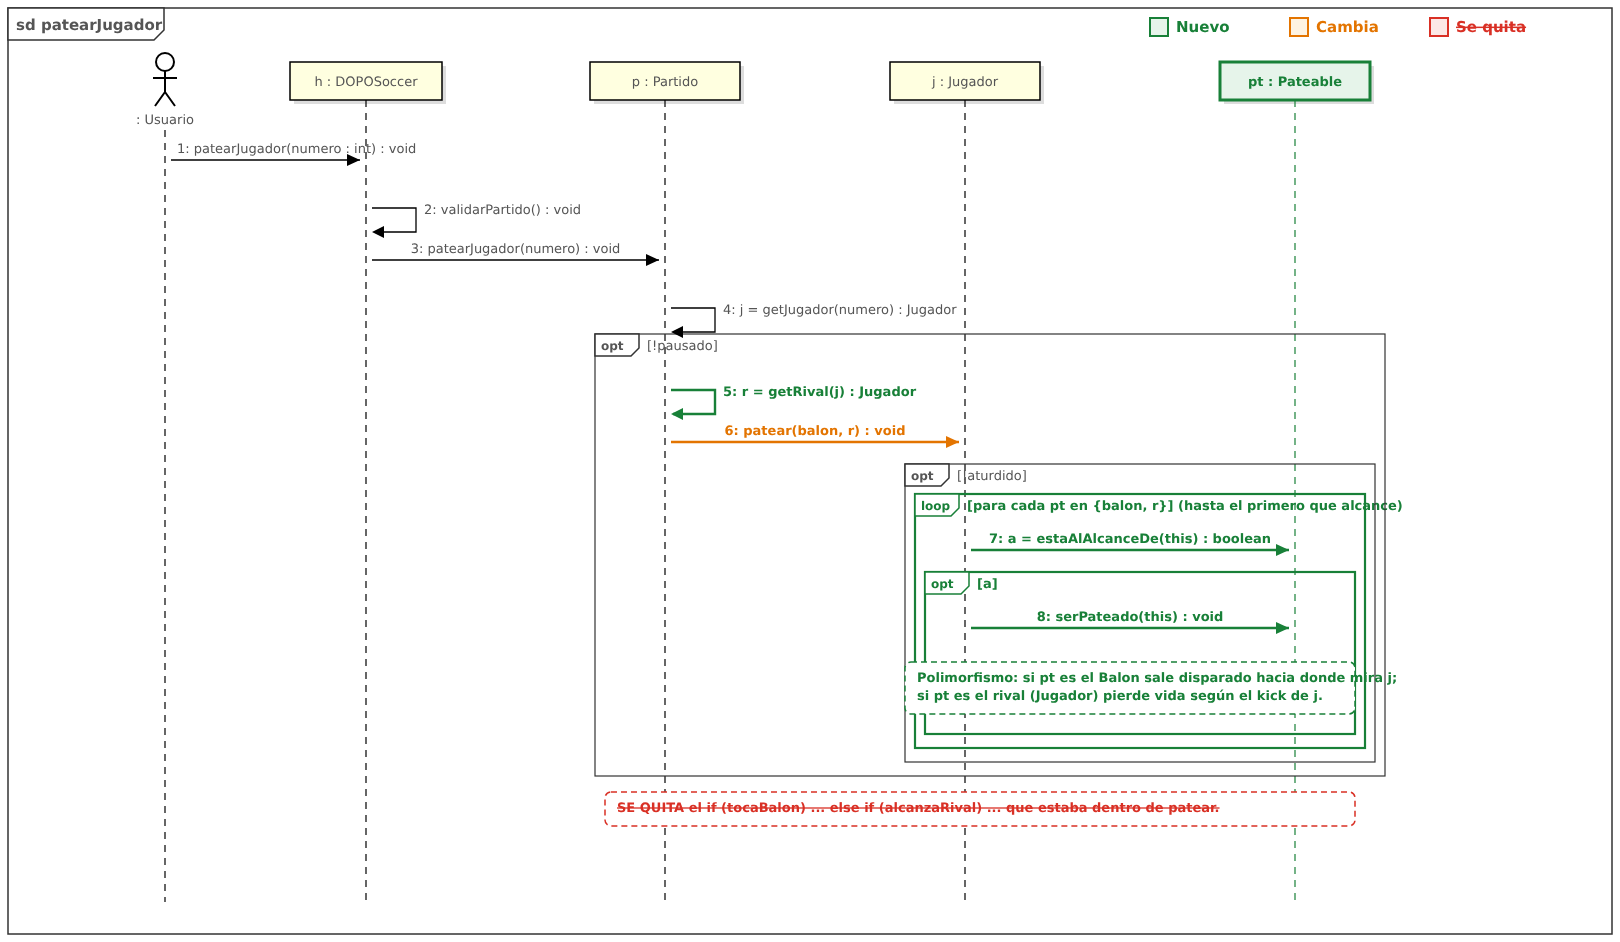 sd patearJugador
Nuevo
Cambia
Se quita
h : DOPOSoccer
p : Partido
j : Jugador
pt : Pateable
: Usuario
1: patearJugador(numero : int) : void
2: validarPartido() : void
3: patearJugador(numero) : void
4: j = getJugador(numero) : Jugador
opt [!pausado]
5: r = getRival(j) : Jugador
6: patear(balon, r) : void
opt [!aturdido]
loop [para cada pt en {balon, r}] (hasta el primero que alcance)
7: a = estaAlAlcanceDe(this) : boolean
opt [a]
8: serPateado(this) : void
Polimorfismo: si pt es el Balon sale disparado hacia donde mira j;
si pt es el rival (Jugador) pierde vida según el kick de j.
SE QUITA el if (tocaBalon) ... else if (alcanzaRival) ... que estaba dentro de patear.